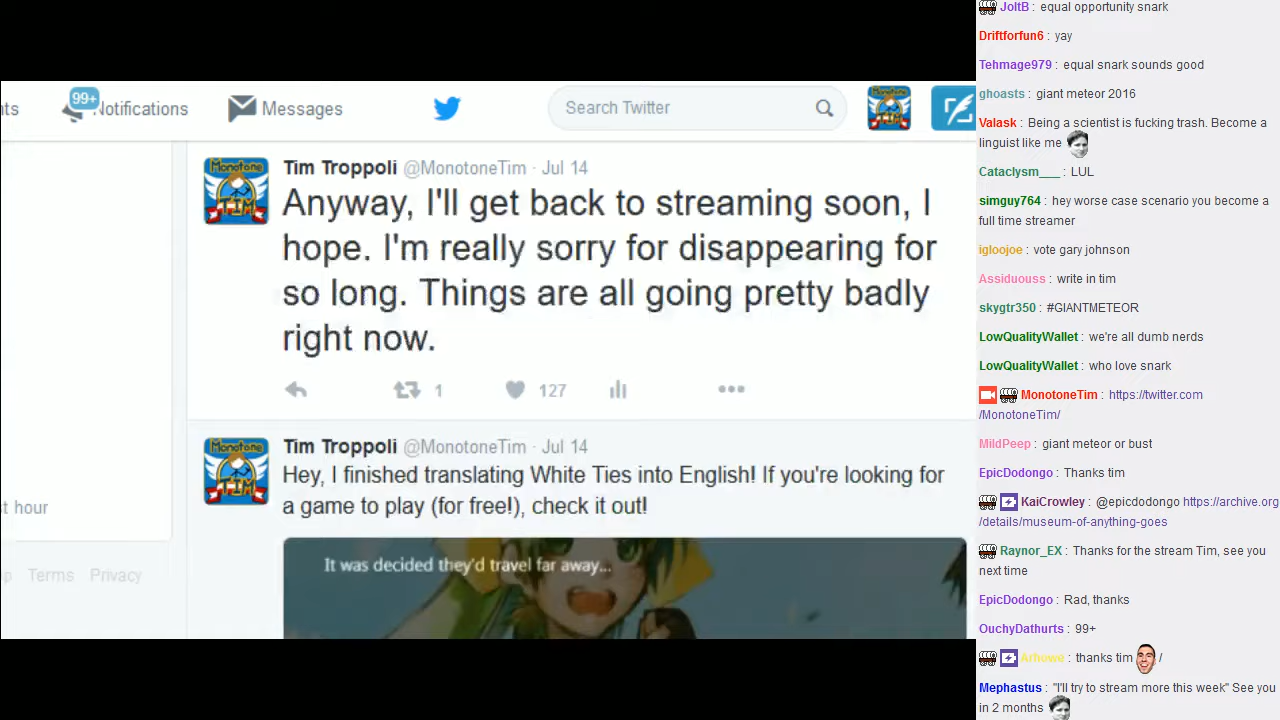 nts
99+
Notifications
Messages
Search Twitter
Tim Troppoli @MonotoneTim · Jul 14
Anyway, I'll get back to streaming soon, I
hope. I'm really sorry for disappearing for
so long. Things are all going pretty badly
right now.
1
127
Monotone
TIM
Tim Troppoli @MonotoneTim · Jul 14
Hey, I finished translating White Ties into English! If you're looking for
a game to play (for free!), check it out!
It was decided they'd travel far away...
t hour
p Terms Privacy
JoltB : equal opportunity snark
Driftforfun6 : yay
Tehmage979 : equal snark sounds good
ghoasts : giant meteor 2016
Valask : Being a scientist is fucking trash. Become a
linguist like me
Cataclysm___ : LUL
simguy764 : hey worse case scenario you become a
full time streamer
igloojoe : vote gary johnson
Assiduouss : write in tim
skygtr350 : #GIANTMETEOR
LowQualityWallet : we're all dumb nerds
LowQualityWallet : who love snark
MonotoneTim : https://twitter.com
/MonotoneTim/
MildPeep : giant meteor or bust
EpicDodongo : Thanks tim
KaiCrowley : @epicdodongo https://archive.org
/details/museum-of-anything-goes
Raynor_EX : Thanks for the stream Tim, see you
next time
EpicDodongo : Rad, thanks
OuchyDathurts : 99+
Arhowe : thanks tim /
Mephastus : "I'll try to stream more this week" See you
in 2 months